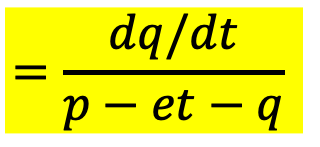 = dq/dt
p − et − q